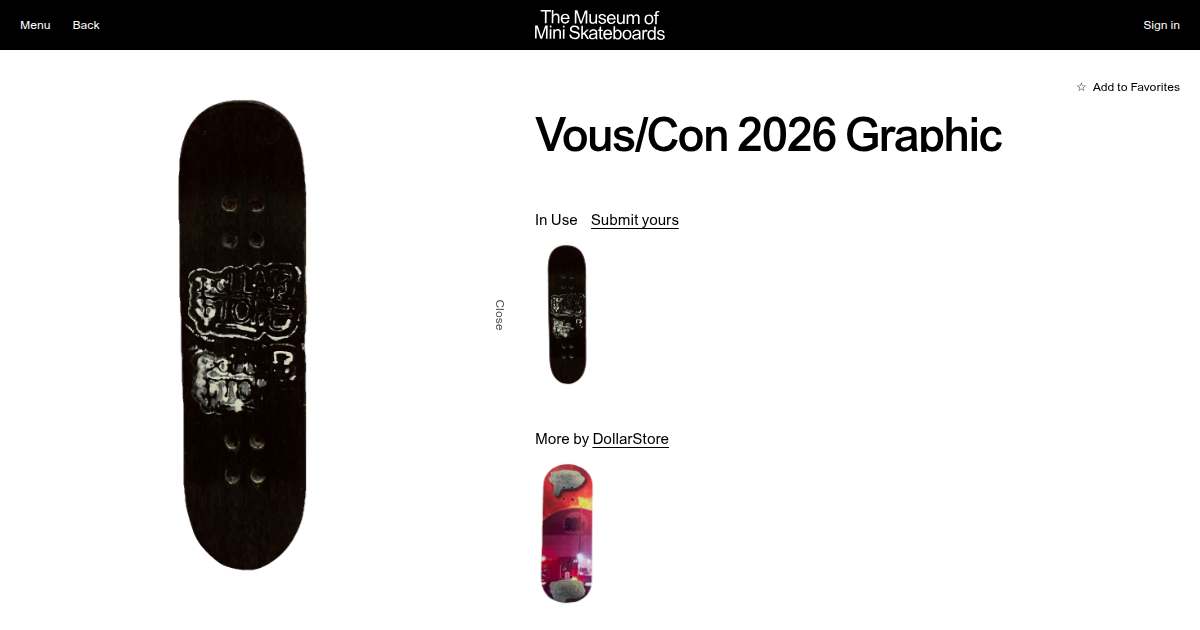 Menu
Back
The Museum of
Mini Skateboards
Sign in
☆ Add to Favorites
Vous/Con 2026 Graphic
In Use
Submit yours
Close
More by DollarStore